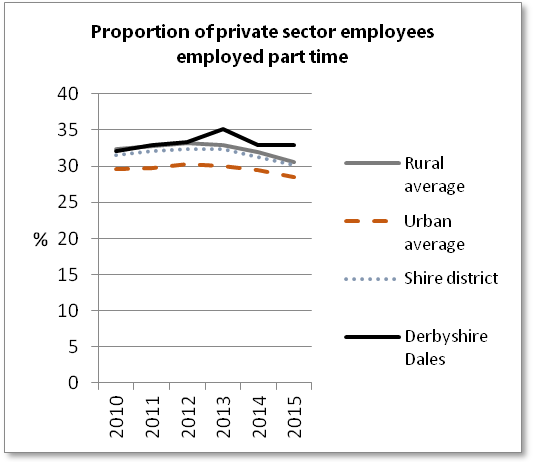 Proportion of private sector employees
employed part time
40
35
30
25
20
15
10
5
0
%
2010
2011
2012
2013
2014
2015
Rural
average
Urban
average
Shire district
Derbyshire
Dales